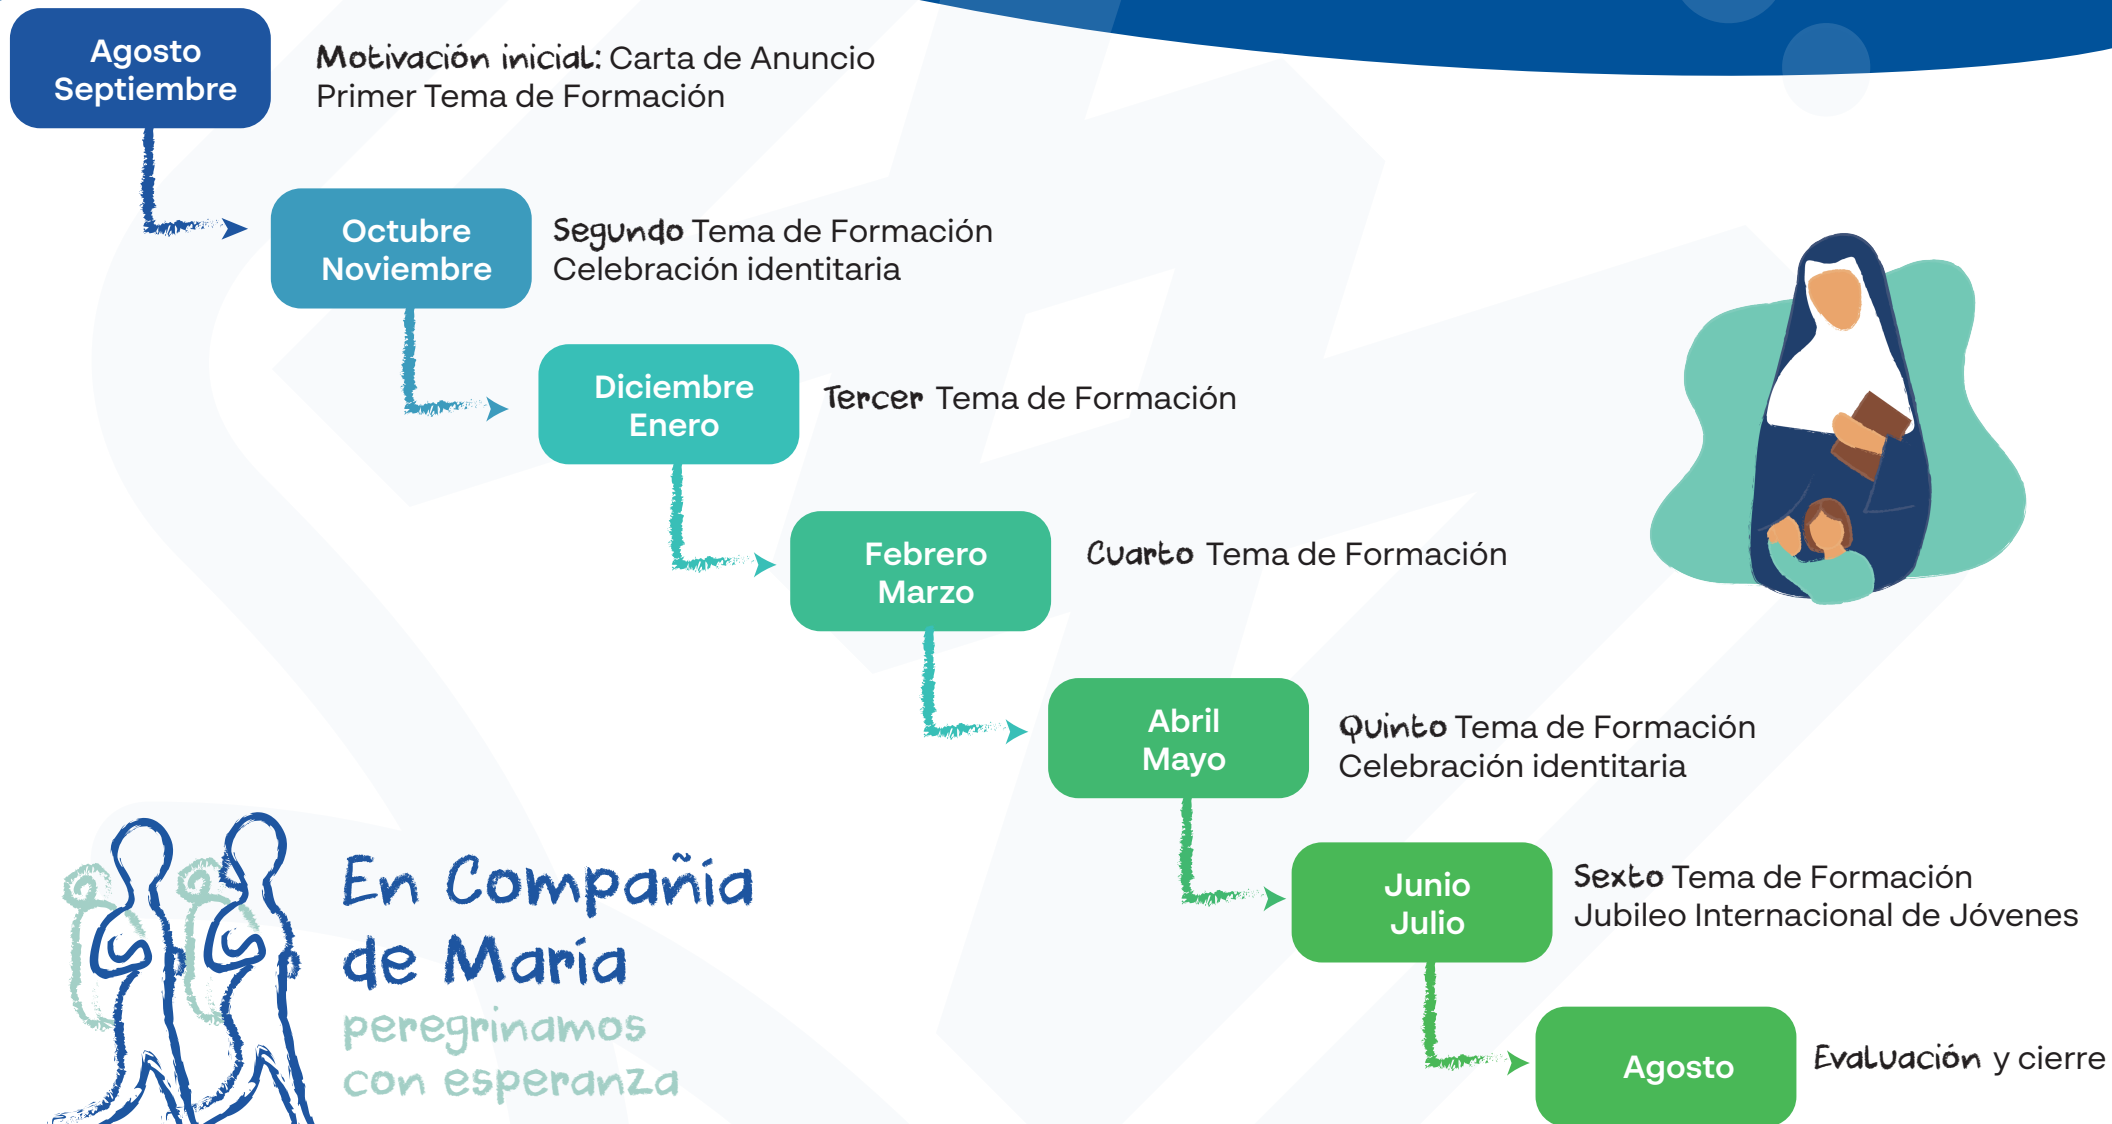 Agosto
Septiembre
Motivación inicial: Carta de Anuncio
Primer Tema de Formación
Octubre
Noviembre
Segundo Tema de Formación
Celebración identitaria
Diciembre
Enero
Tercer Tema de Formación
Febrero
Marzo
Cuarto Tema de Formación
Abril
Mayo
Quinto Tema de Formación
Celebración identitaria
Junio
Julio
Sexto Tema de Formación
Jubileo Internacional de Jóvenes
Agosto
Evaluación y cierre
En Compañía
de María
peregrinamos
con esperanza